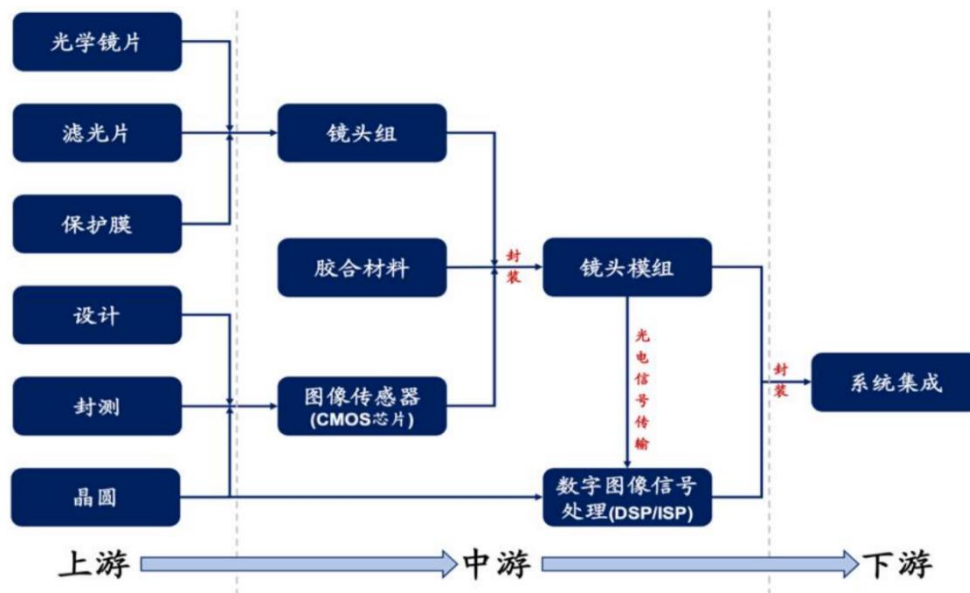 光学镜片
滤光片
保护膜
设计
封测
晶圆
镜头组
胶合材料
图像传感器
(CMOS芯片)
封装
镜头模组
光电信号传输
数字图像信号
处理(DSP/ISP)
封装
系统集成
上游
中游
下游